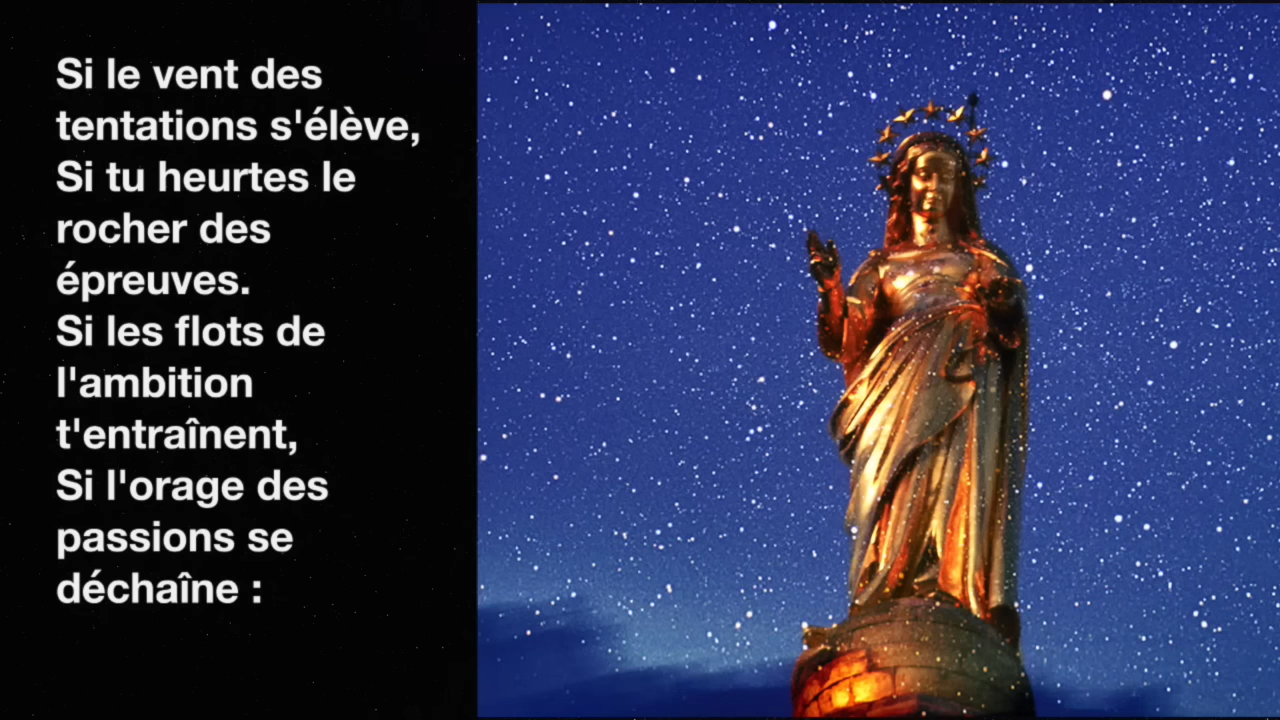 Si le vent des
tentations s'élève,
Si tu heurtes le
rocher des
épreuves.
Si les flots de
l'ambition
t'entraînent,
Si l'orage des
passions se
déchaîne :